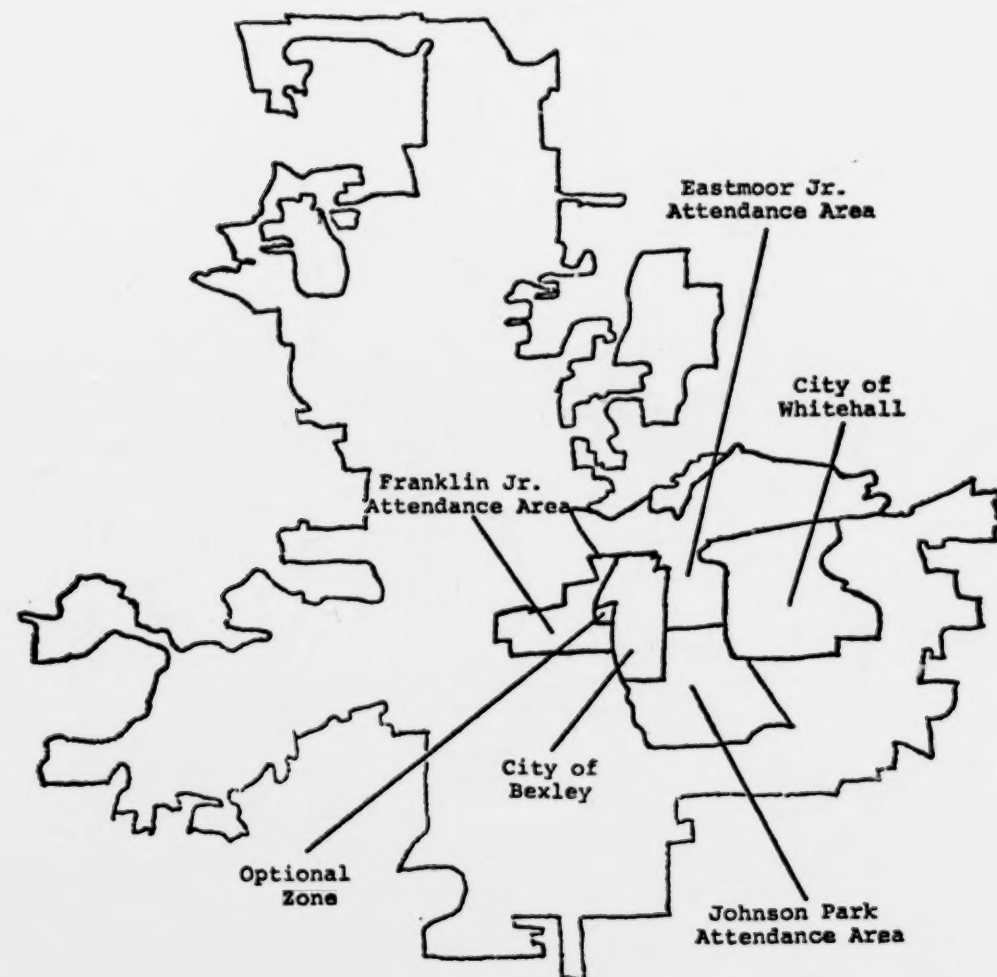 Eastmoor Jr.
Attendance Area
City of
Whitehall
Franklin Jr.
Attendance Area
City of
Bexley
Optional
Zone
Johnson Park
Attendance Area